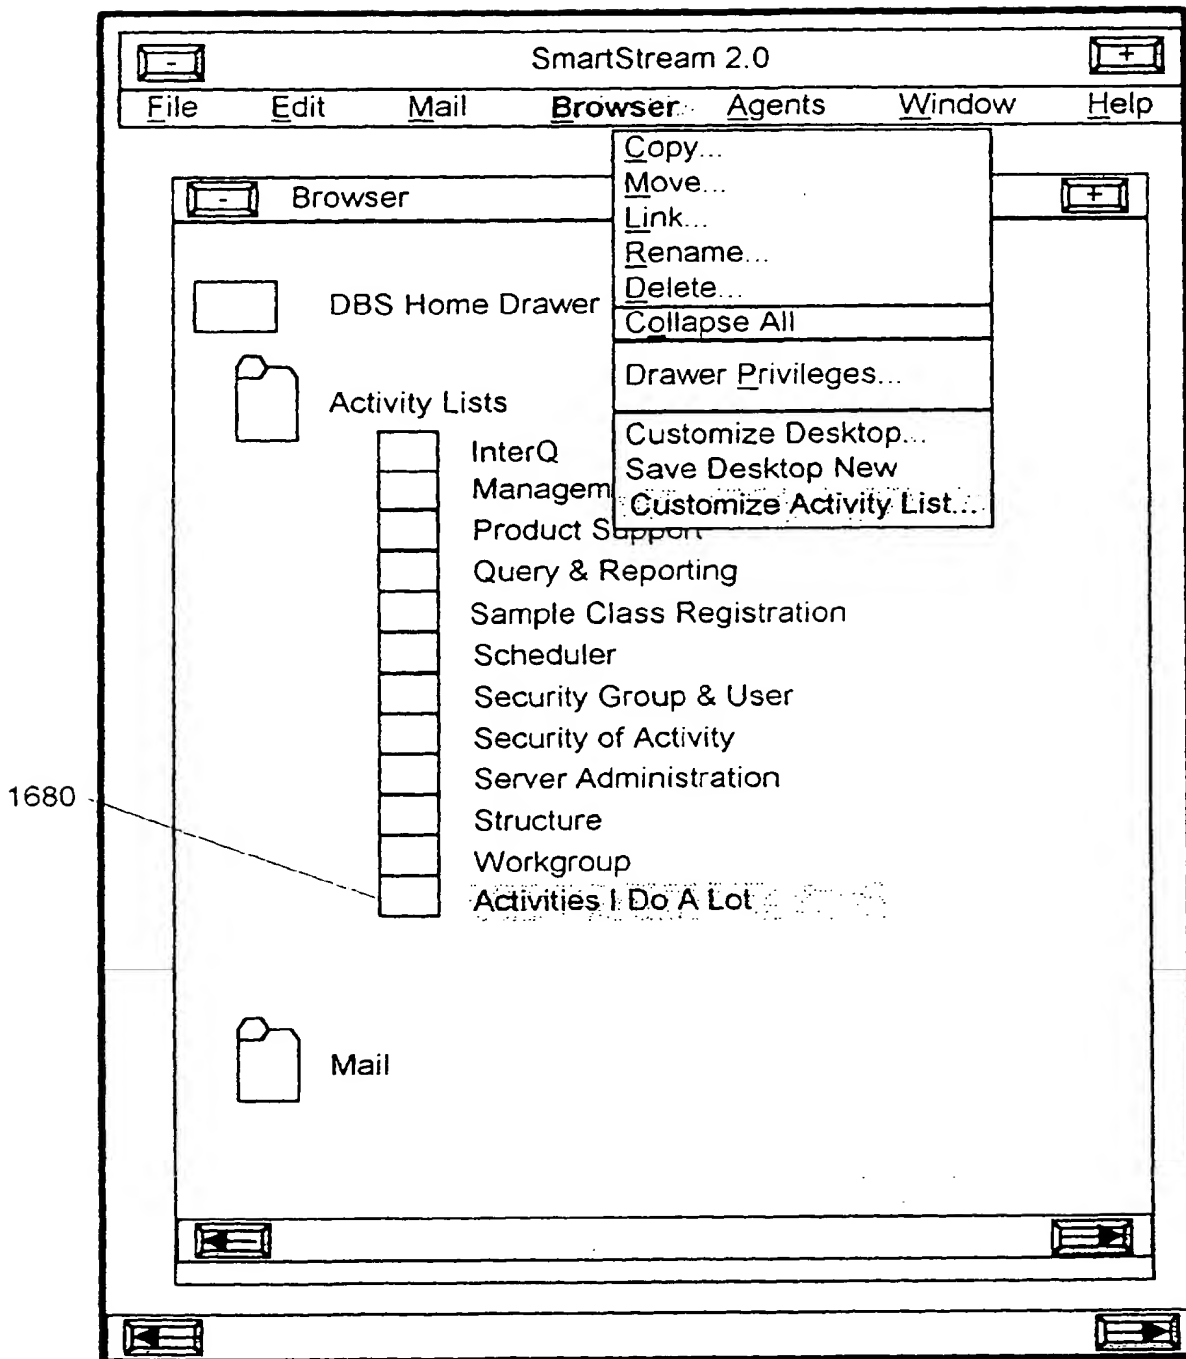 SmartStream 2.0
File Edit Mail Browser Agents Window Help
Copy...
Move...
Link...
Rename...
Delete...
Collapse All
Drawer Privileges...
Customize Desktop...
Save Desktop New
Customize Activity List...
- Browser +
DBS Home Drawer
Activity Lists
InterQ
Managem
Product Support
Query & Reporting
Sample Class Registration
Scheduler
Security Group & User
Security of Activity
Server Administration
Structure
Workgroup
1680
Activities I Do A Lot
Mail